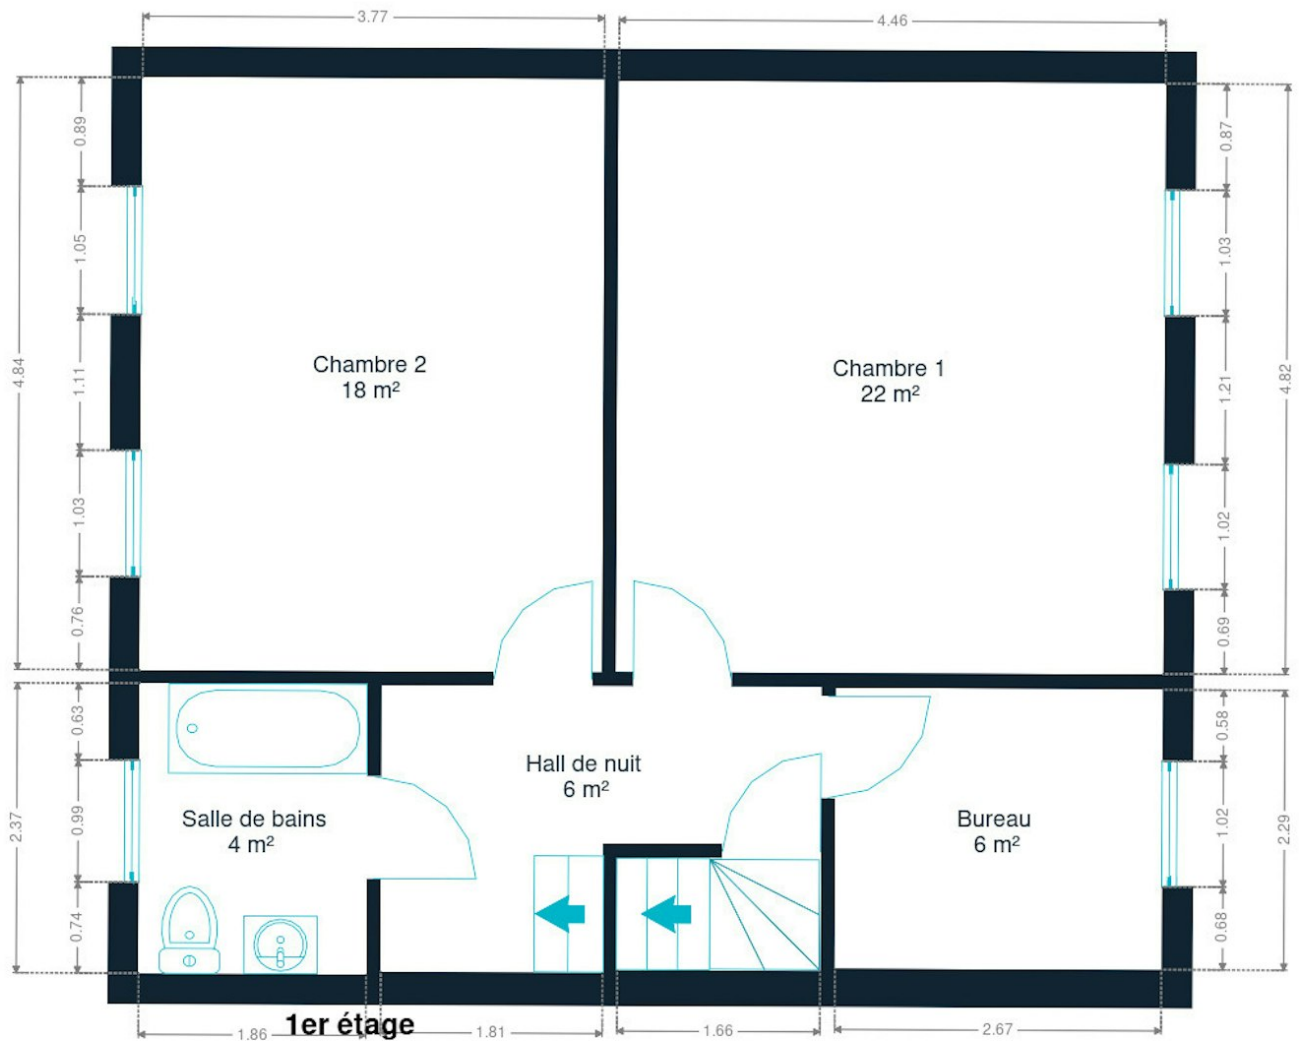 3.77
4.46
0.89
1.05
1.11
1.03
0.76
4.84
0.63
0.99
0.74
2.37
0.87
1.03
1.21
1.02
0.69
4.82
0.58
1.02
0.68
2.29
Chambre 2
18 m²
Chambre 1
22 m²
Hall de nuit
6 m²
Salle de bains
4 m²
Bureau
6 m²
1.86
1er étage
1.81
1.66
2.67